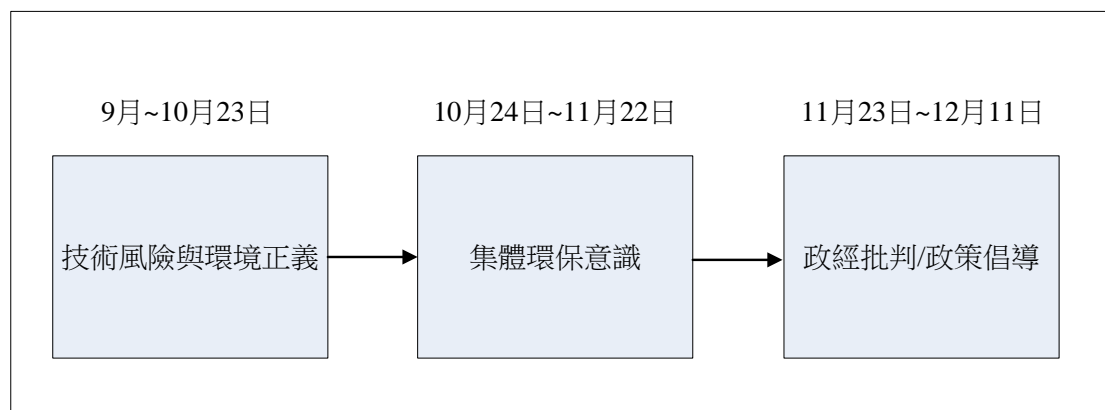 9月~10月23日
10月24日~11月22日
11月23日~12月11日
技術風險與環境正義
集體環保意識
政經批判/政策倡導